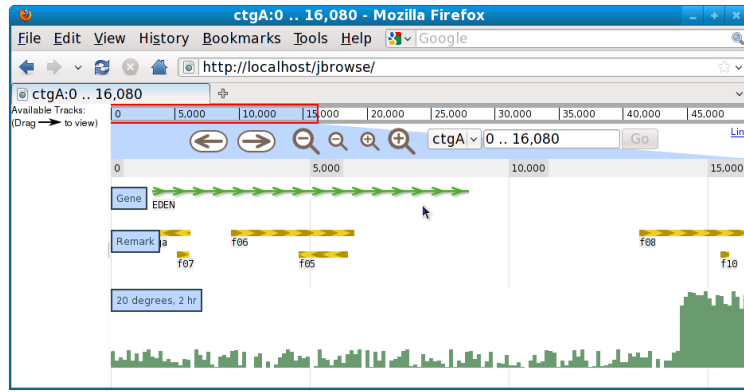 ctgA:0 .. 16,080 - Mozilla Firefox
File Edit View History Bookmarks Tools Help Google
http://localhost/jbrowse/
ctgA:0 .. 16,080
Available Tracks:
(Drag to view)
0 5,000 10,000 15,000 20,000 25,000 30,000 35,000 40,000 45,000
ctgA 0 .. 16,080 Go Lin
0 5,000 10,000 15,000
Gene
EDEN
Remark
f06 f08
f07 f05 f10
20 degrees, 2 hr